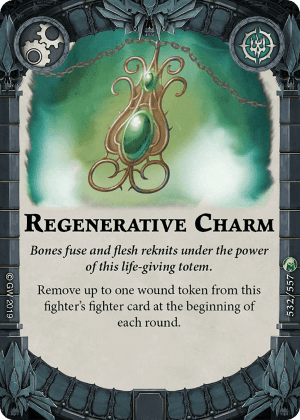 REGENERATIVE CHARM
Bones fuse and flesh reknits under the power
of this life-giving totem.
Remove up to one wound token from this
fighter's fighter card at the beginning of
each round.
© GW 2019
532/557